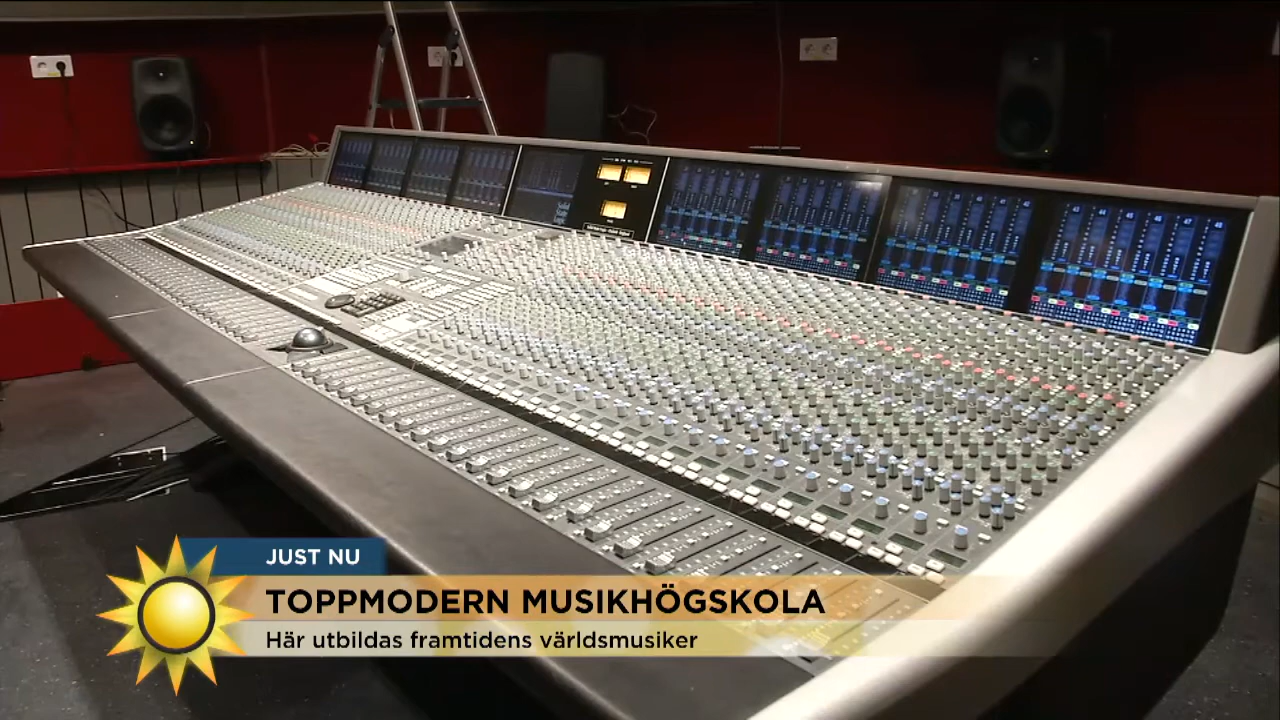 JUST NU
TOPPMODERN MUSIKHÖGSKOLA
Här utbildas framtidens världsmusiker